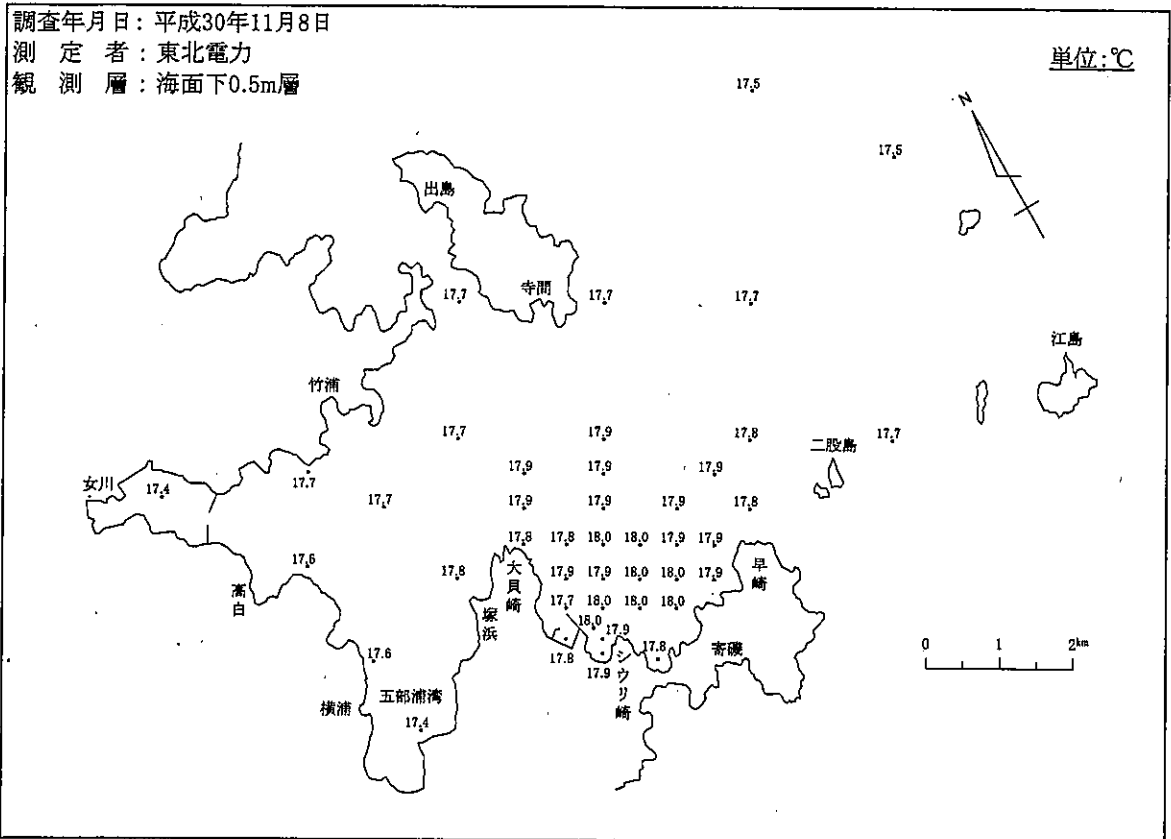 調査年月日：平成30年11月8日
測　定　者：東北電力
観　測　層：海面下0.5m層
単位:℃
17.5
N
17.5
出島
寺間
17.7
17.7
17.7
江島
竹浦
17.7
17.9
17.8
17.7
二股島
17.9
17.9
17.9
女川
17.4
17.7
17.7
17.9
17.9
17.9
17.8
17.8
17.8
18.0
18.0
17.9
17.9
17.6
17.8
大貝崎
17.9
17.9
18.0
18.0
17.9
早崎
高白
塚浜
17.7
18.0
18.0
18.0
18.0
17.9
17.6
17.8
17.9
17.8
シウリ崎
寄磯
0
1
2km
横浦
五部浦湾
17.4